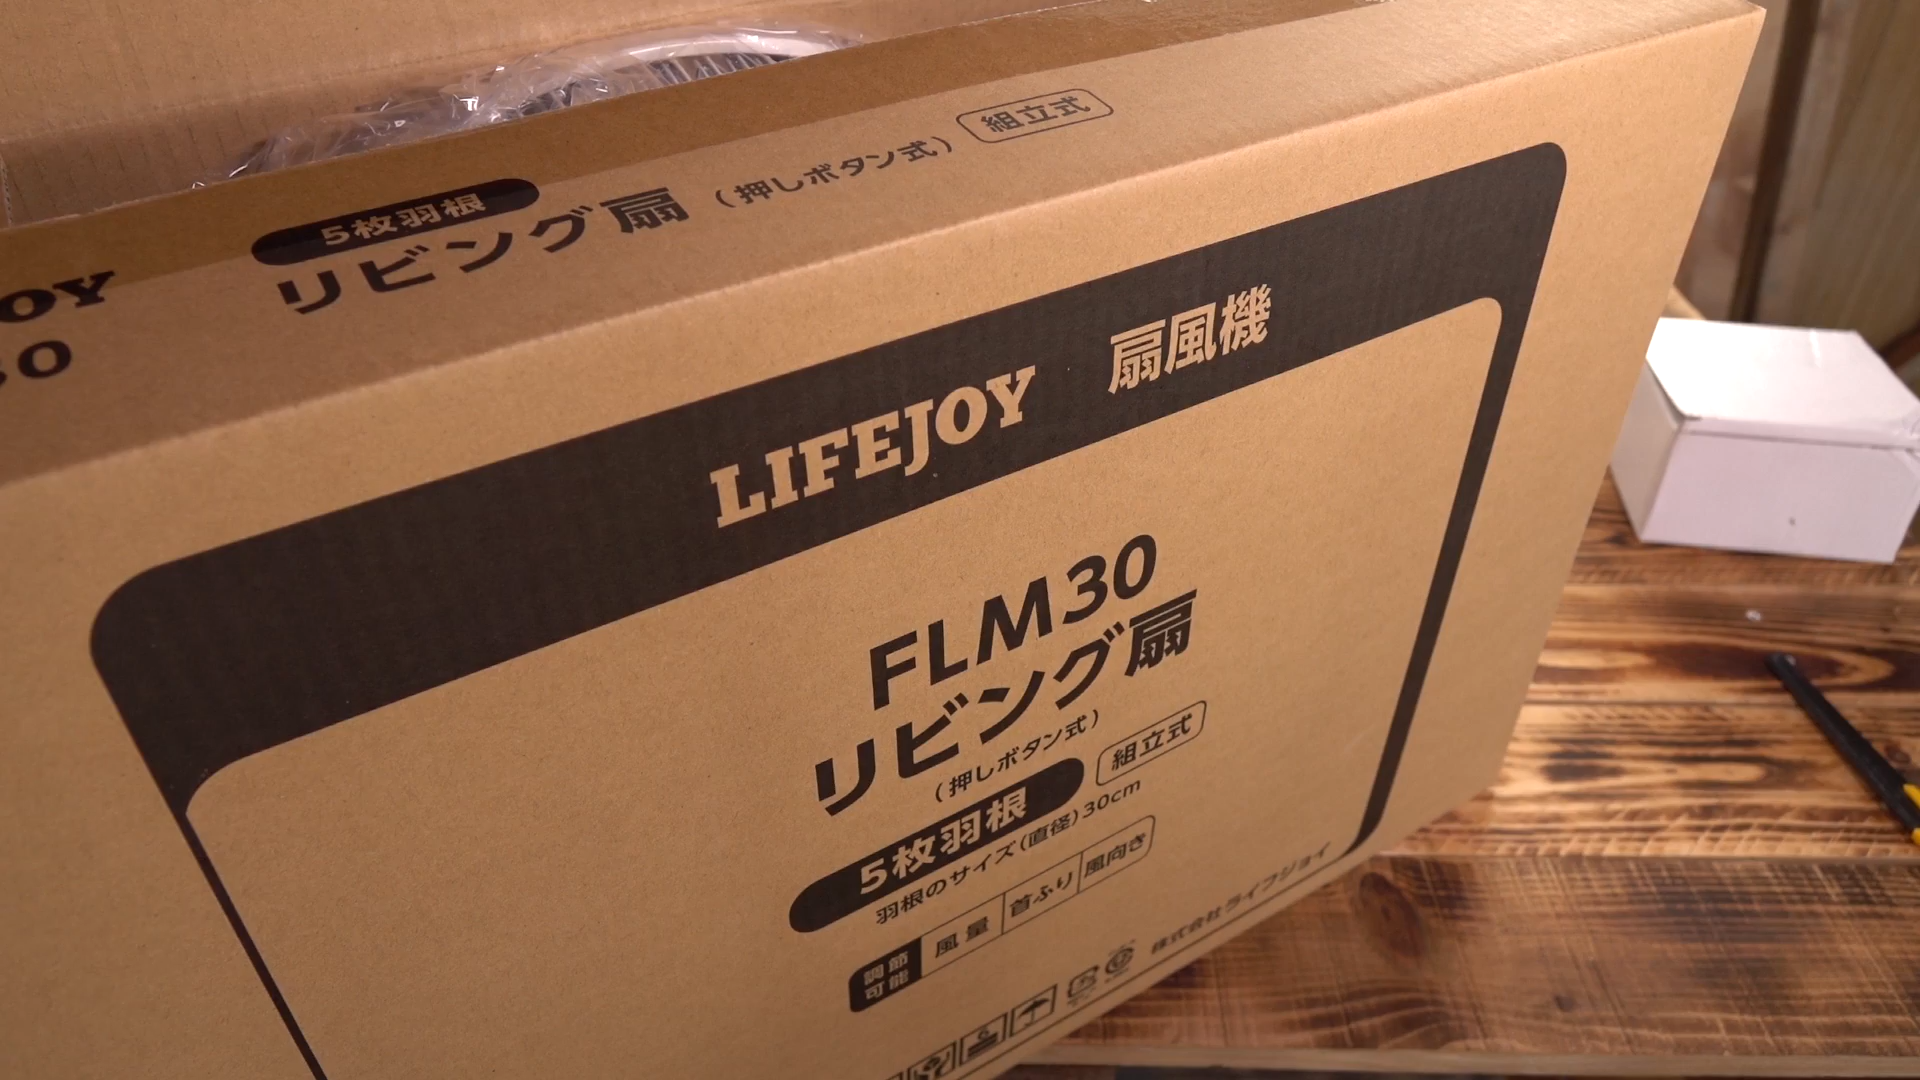 OY
30
5枚羽根
リビング扇 (押しボタン式) 組立式
LIFEJOY 扇風機
FLM30
リビング扇
(押しボタン式) 組立式
5枚羽根
羽根のサイズ(直径)30cm
調節可能 風量 首ふり 風向き
株式会社ライフジョイ